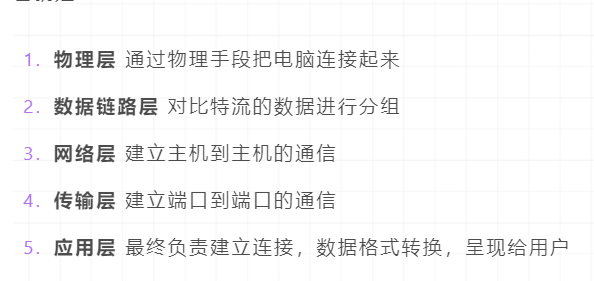 1. 物理层 通过物理手段把电脑连接起来
2. 数据链路层 对比特流的数据进行分组
3. 网络层 建立主机到主机的通信
4. 传输层 建立端口到端口的通信
5. 应用层 最终负责建立连接，数据格式转换，呈现给用户